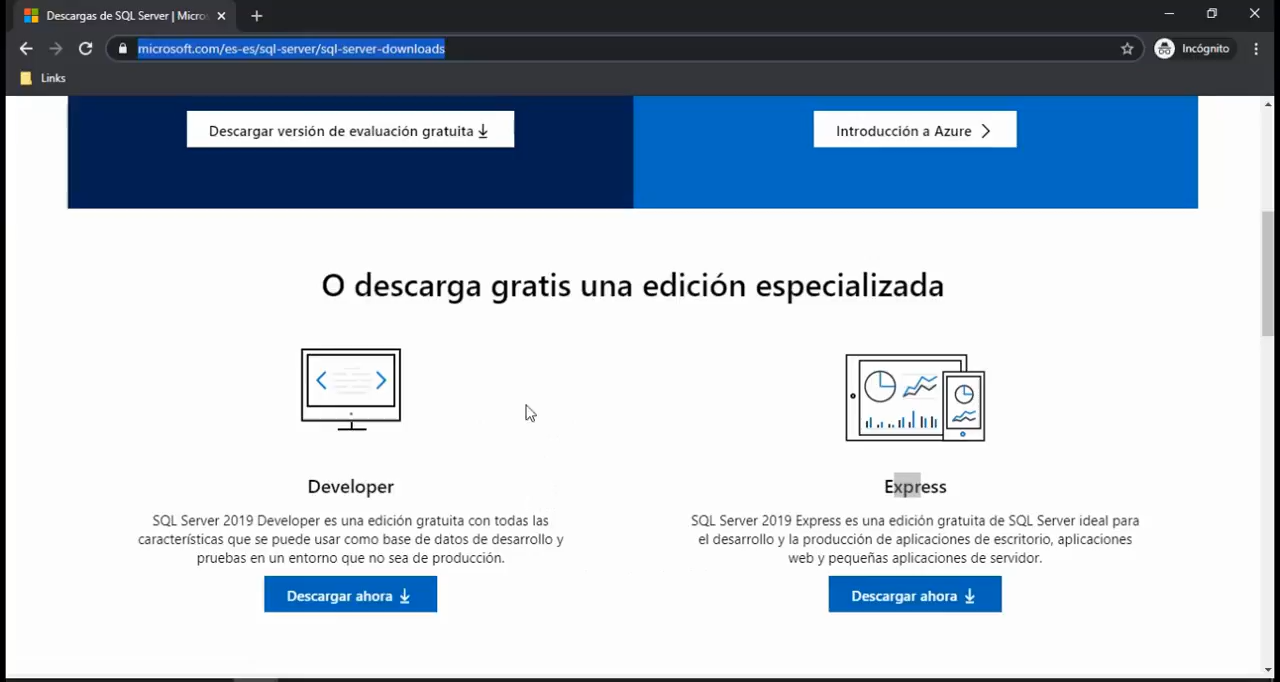 Descargas de SQL Server | Micros
microsoft.com/es-es/sql-server/sql-server-downloads
Incógnito
Links
Descargar versión de evaluación gratuita
Introducción a Azure
O descarga gratis una edición especializada
Developer
SQL Server 2019 Developer es una edición gratuita con todas las
características que se puede usar como base de datos de desarrollo y
pruebas en un entorno que no sea de producción.
Descargar ahora
Express
SQL Server 2019 Express es una edición gratuita de SQL Server ideal para
el desarrollo y la producción de aplicaciones de escritorio, aplicaciones
web y pequeñas aplicaciones de servidor.
Descargar ahora